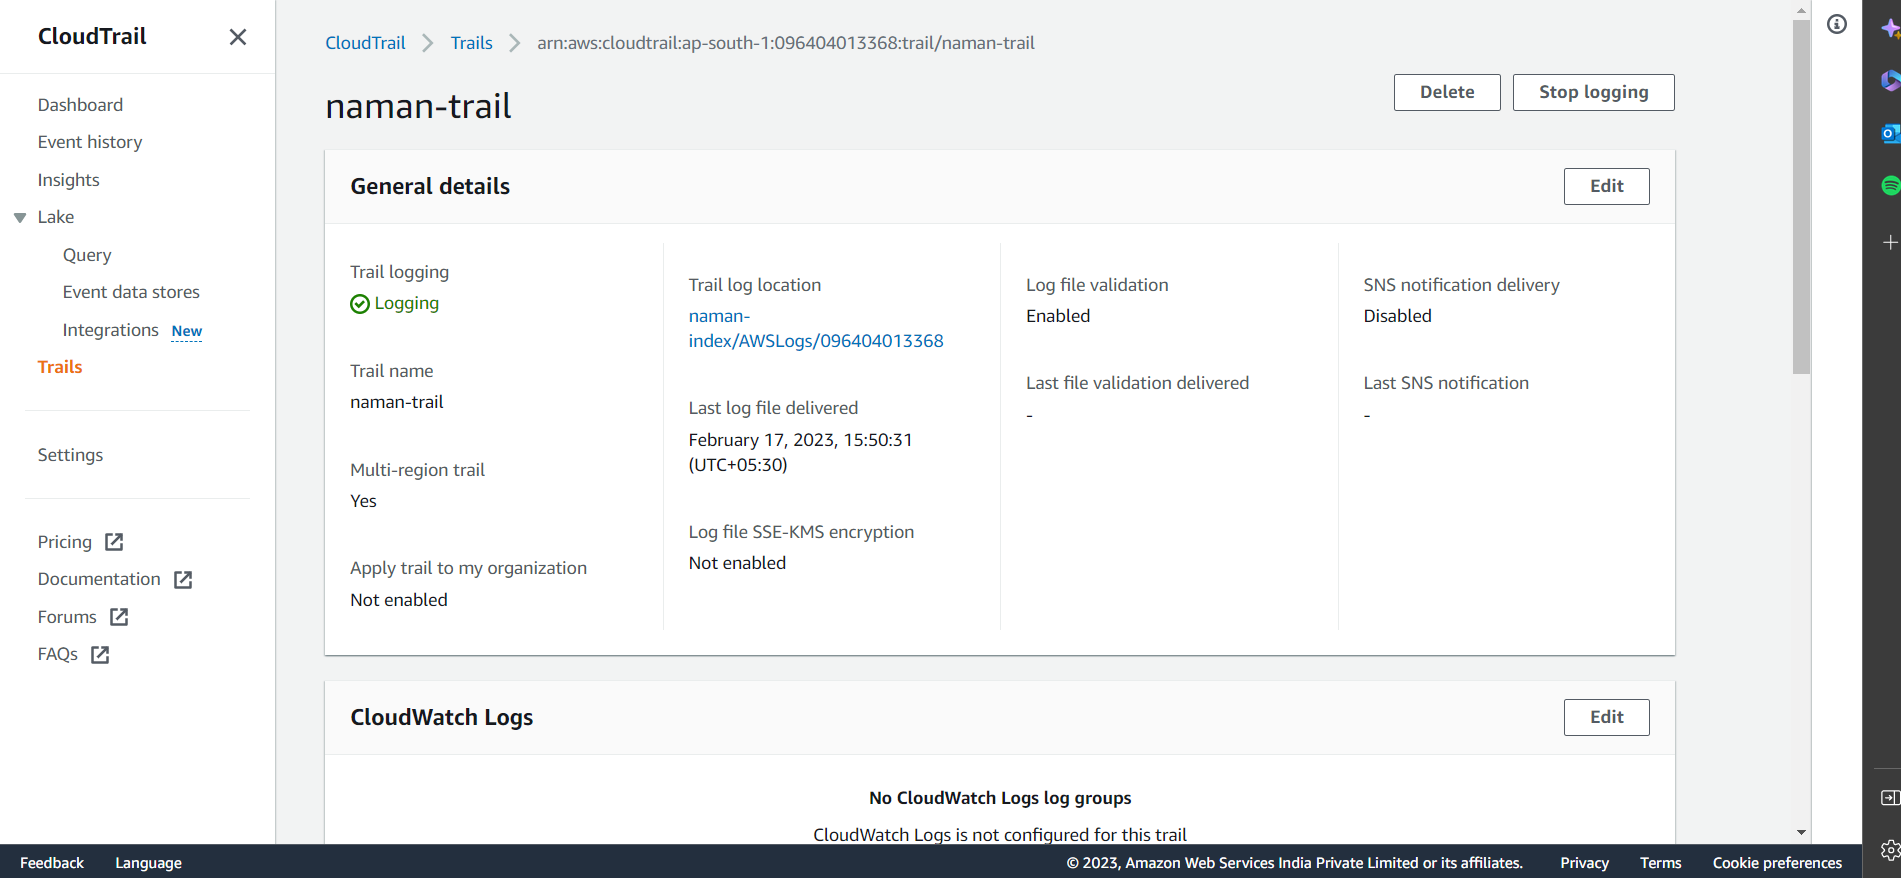 CloudTrail
Dashboard
Event history
Insights
Lake
Query
Event data stores
Integrations New
Trails
Settings
Pricing
Documentation
Forums
FAQs
CloudTrail Trails arn:aws:cloudtrail:ap-south-1:096404013368:trail/naman-trail
naman-trail
Delete Stop logging
General details
Edit
Trail logging
Logging
Trail name
naman-trail
Multi-region trail
Yes
Apply trail to my organization
Not enabled
Trail log location
naman-
index/AWSLogs/096404013368
Last log file delivered
February 17, 2023, 15:50:31
(UTC+05:30)
Log file SSE-KMS encryption
Not enabled
Log file validation
Enabled
Last file validation delivered
-
SNS notification delivery
Disabled
Last SNS notification
-
CloudWatch Logs
Edit
No CloudWatch Logs log groups
CloudWatch Logs is not configured for this trail
Feedback Language © 2023, Amazon Web Services India Private Limited or its affiliates. Privacy Terms Cookie preferences